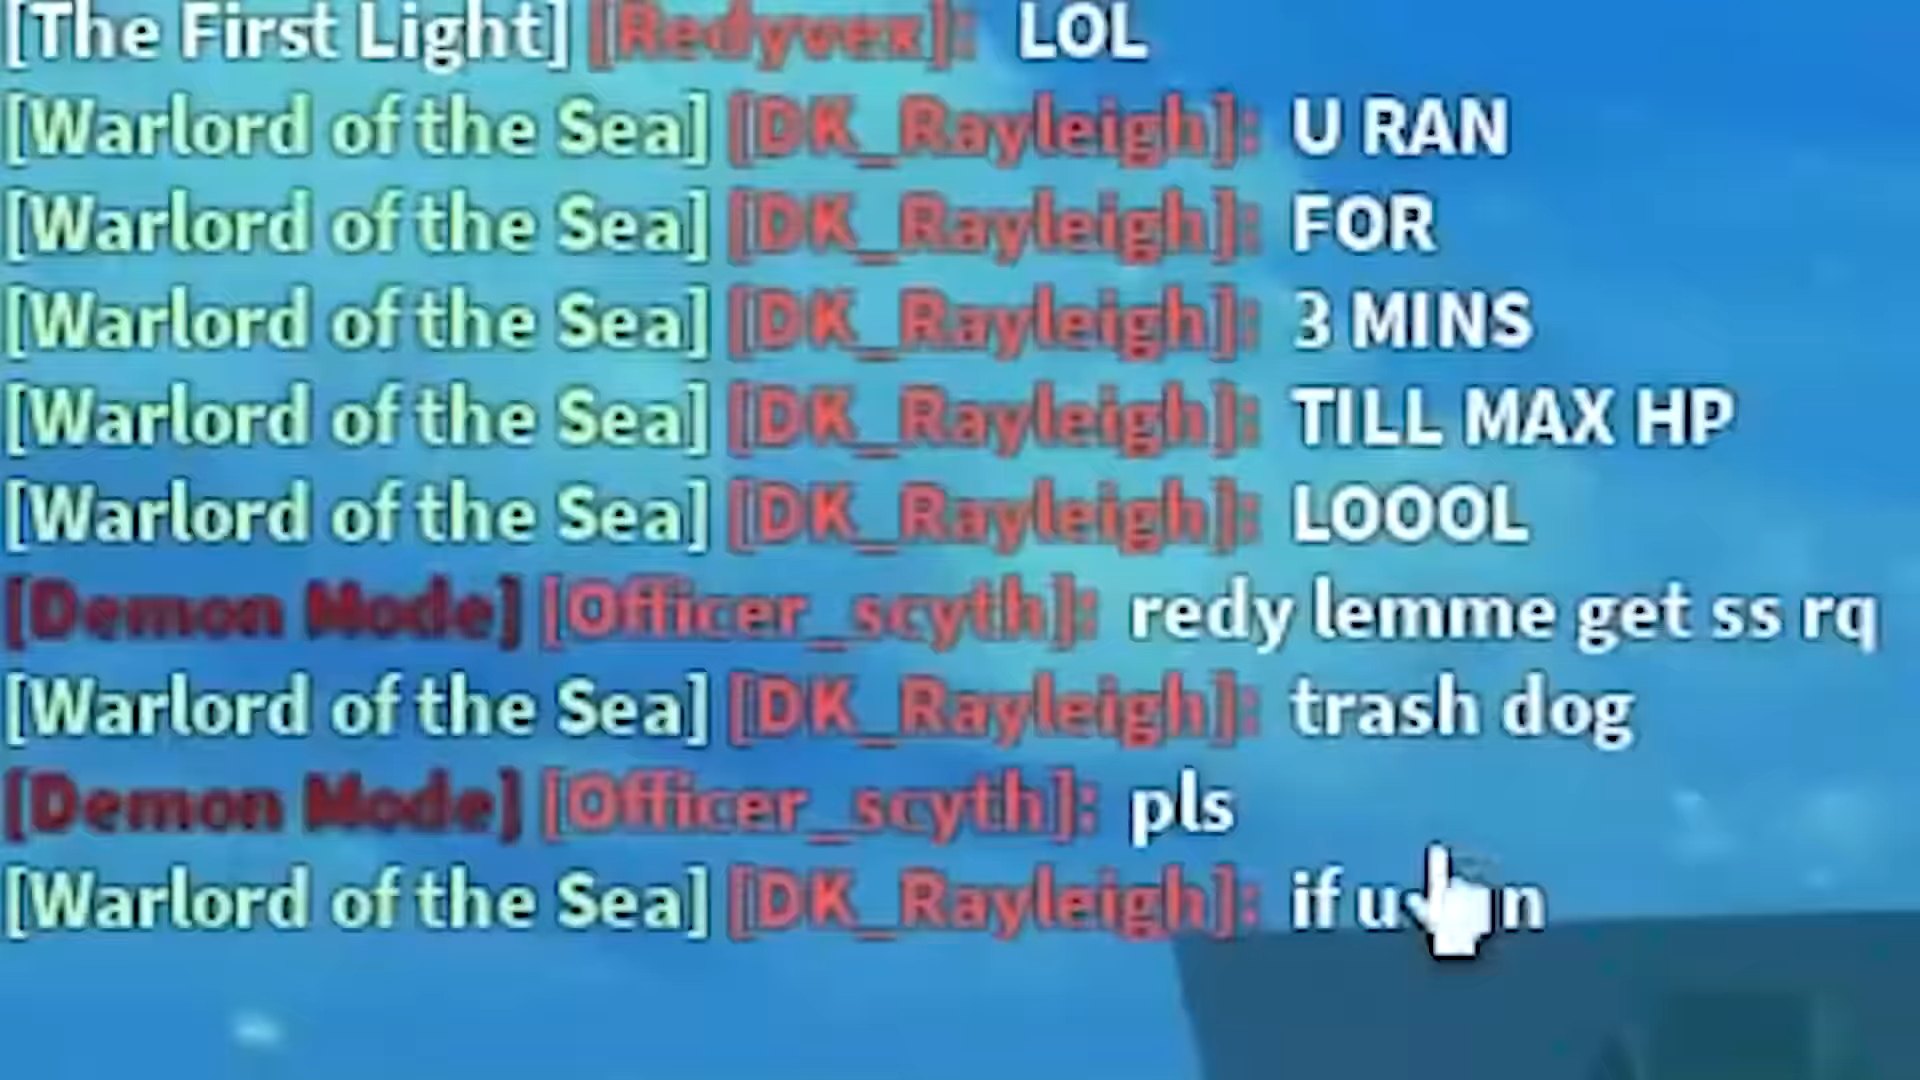 [The First Light] [Redyvex]: LOL
[Warlord of the Sea] [DK_Rayleigh]: U RAN
[Warlord of the Sea] [DK_Rayleigh]: FOR
[Warlord of the Sea] [DK_Rayleigh]: 3 MINS
[Warlord of the Sea] [DK_Rayleigh]: TILL MAX HP
[Warlord of the Sea] [DK_Rayleigh]: LOOOL
[Demon Mode] [Officer_scyth]: redy lemme get ss rq
[Warlord of the Sea] [DK_Rayleigh]: trash dog
[Demon Mode] [Officer_scyth]: pls
[Warlord of the Sea] [DK_Rayleigh]: if u